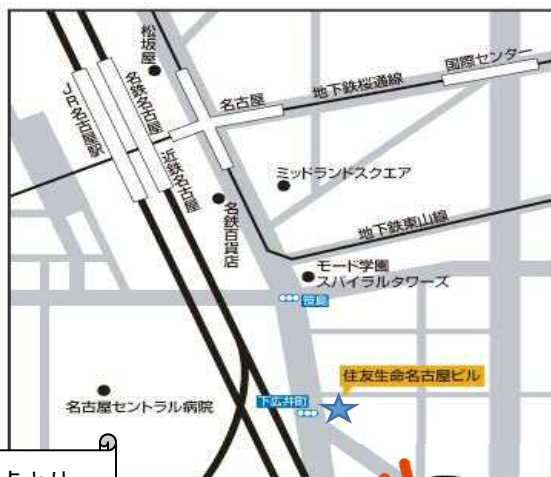 松坂屋
国際センター
地下鉄桜通線
名古屋
名鉄名古屋
JR名古屋駅
近鉄名古屋
ミッドランドスクエア
名鉄百貨店
地下鉄東山線
モード学園
スパイラルタワーズ
笹島
住友生命名古屋ビル
下広井町
名古屋セントラル病院